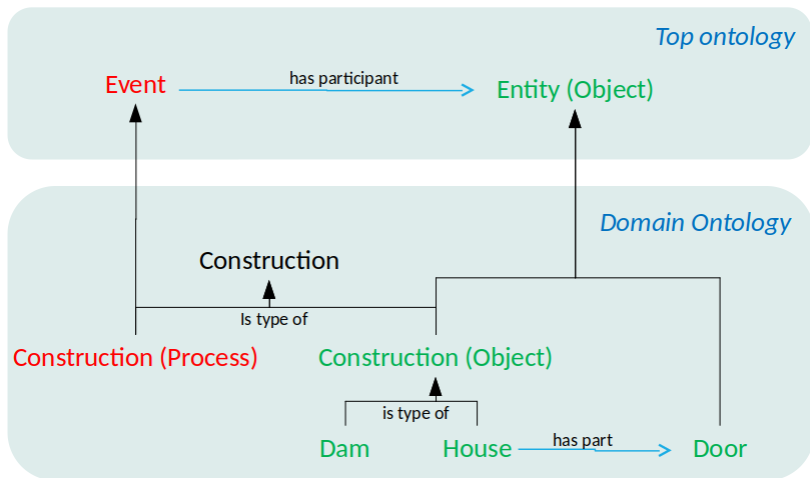 Top ontology
Event
has participant
Entity (Object)
Domain Ontology
Construction
Is type of
Construction (Process)
Construction (Object)
is type of
Dam
House
has part
Door